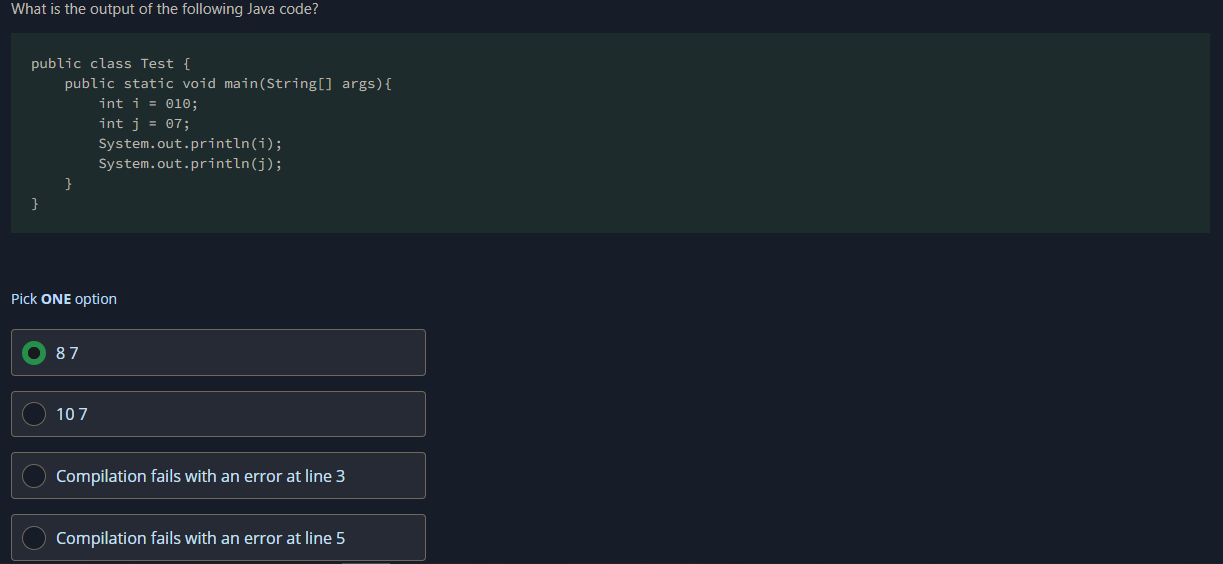 What is the output of the following Java code?
public class Test {
    public static void main(String[] args){
        int i = 010;
        int j = 07;
        System.out.println(i);
        System.out.println(j);
    }
}
Pick ONE option
8 7
10 7
Compilation fails with an error at line 3
Compilation fails with an error at line 5